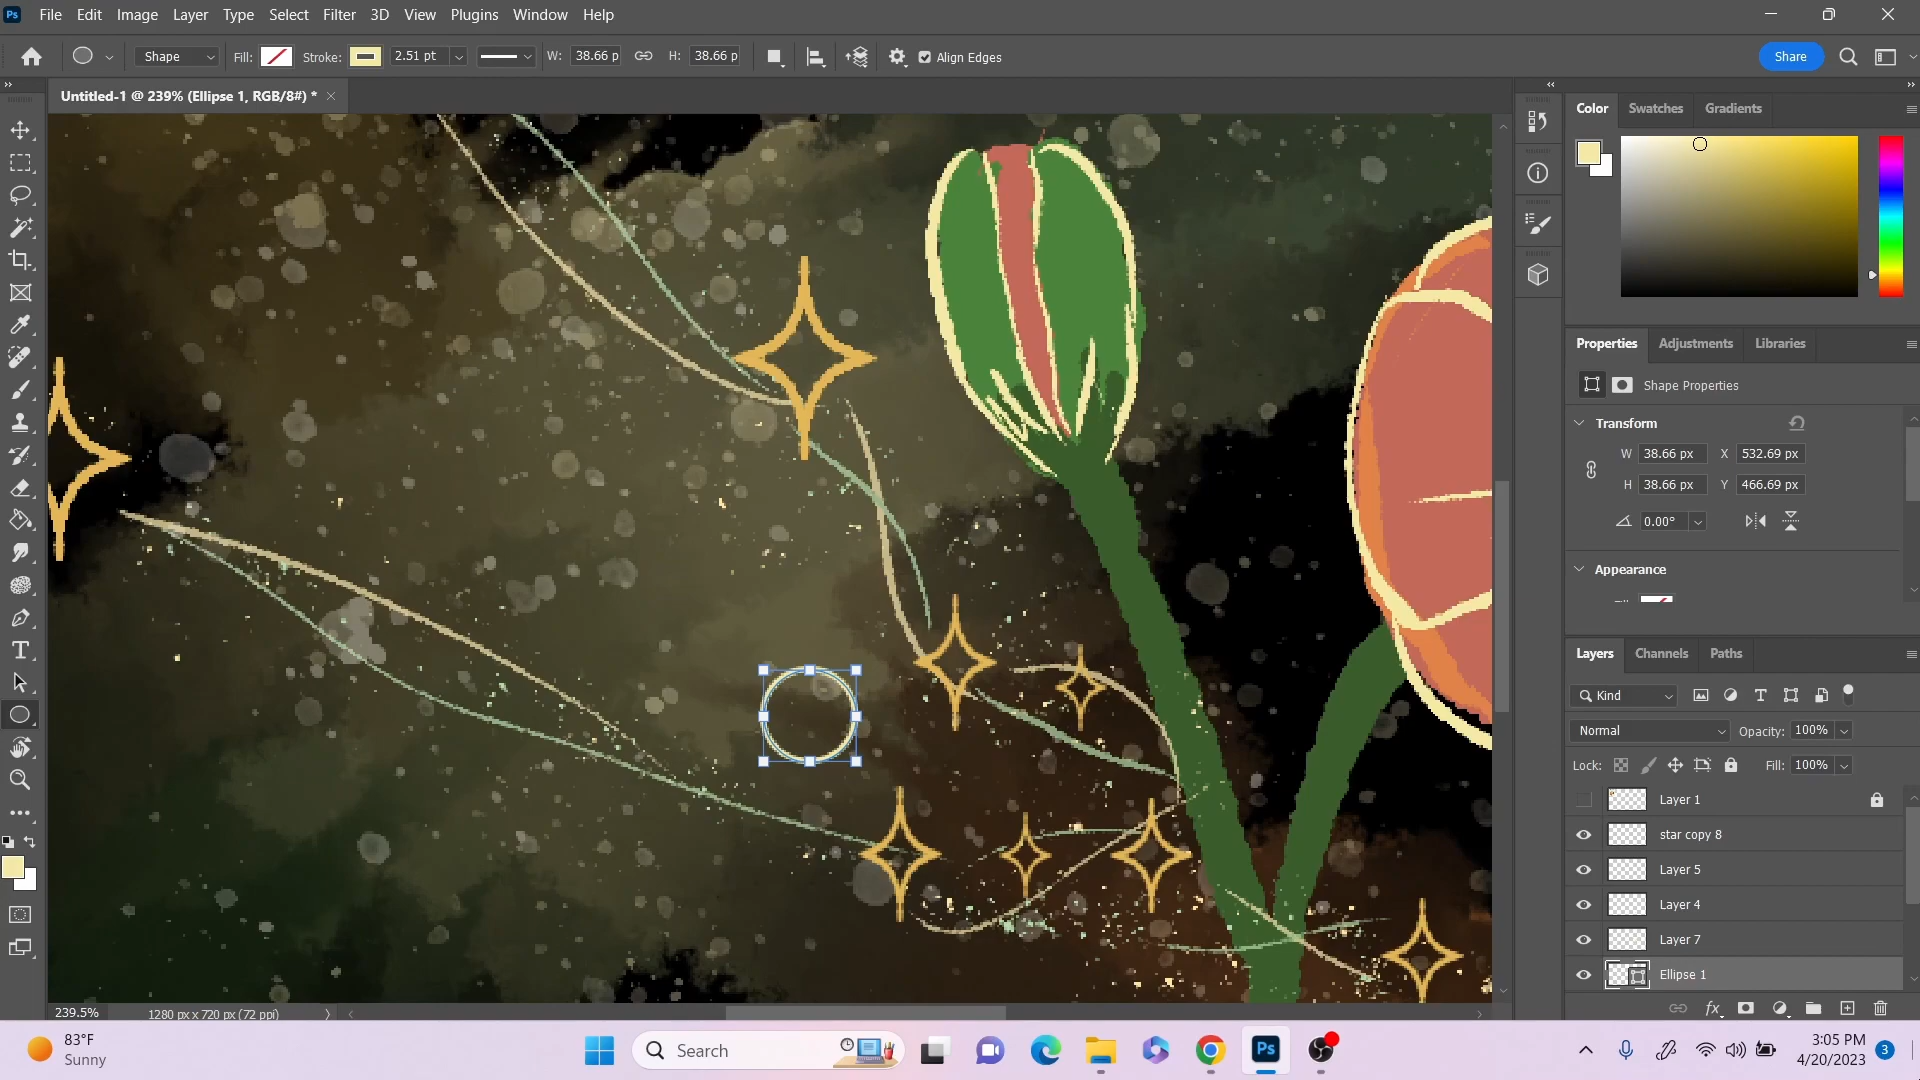 Ps File Edit Image Layer Type Select Filter 3D View Plugins Window Help
Shape Fill: Stroke: 2.51 pt W: 38.66 p H: 38.66 p Align Edges Share
Untitled-1 @ 239% (Ellipse 1, RGB/8#) *
Color Swatches Gradients
Properties Adjustments Libraries
Shape Properties
Transform
W 38.66 px X 532.69 px
H 38.66 px Y 466.69 px
0.00°
Appearance
Layers Channels Paths
Kind
Normal Opacity: 100%
Lock: Fill: 100%
Layer 1
star copy 8
Layer 5
Layer 4
Layer 7
Ellipse 1
fx
239.5% 1280 px x 720 px (72 ppi)
83°F
Sunny
Search
Ps
3:05 PM
4/20/2023
3